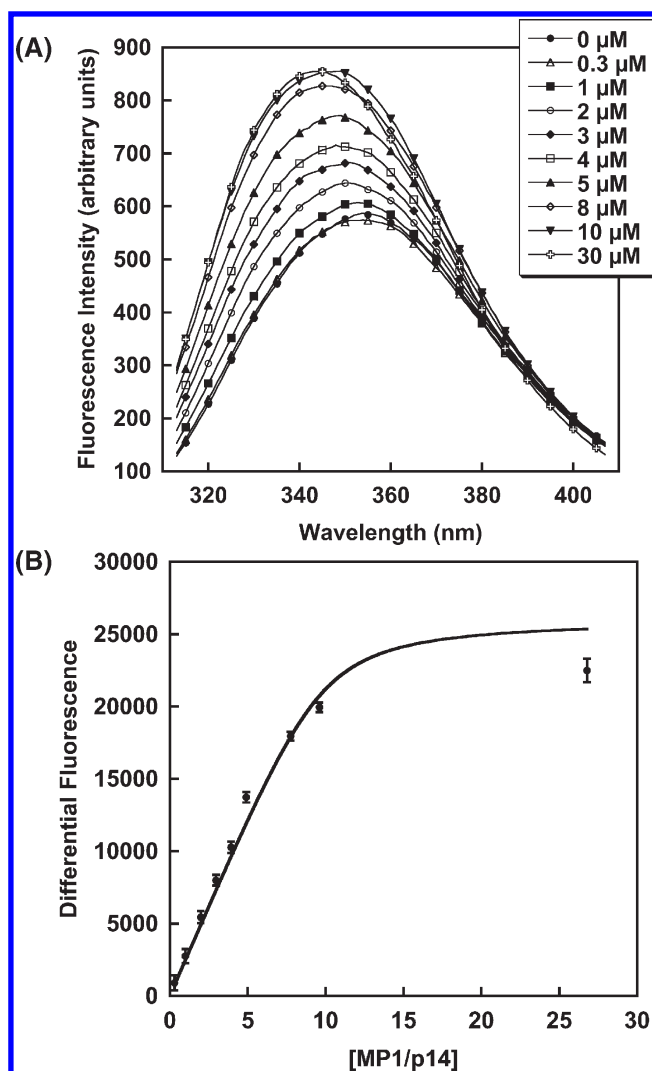 (A)
900
800
700
600
500
400
300
200
100
Fluorescence Intensity (arbitrary units)
320 340 360 380 400
Wavelength (nm)
0 µM
0.3 µM
1 µM
2 µM
3 µM
4 µM
5 µM
8 µM
10 µM
30 µM
(B)
30000
25000
20000
15000
10000
5000
0
Differential Fluorescence
0 5 10 15 20 25 30
[MP1/p14]